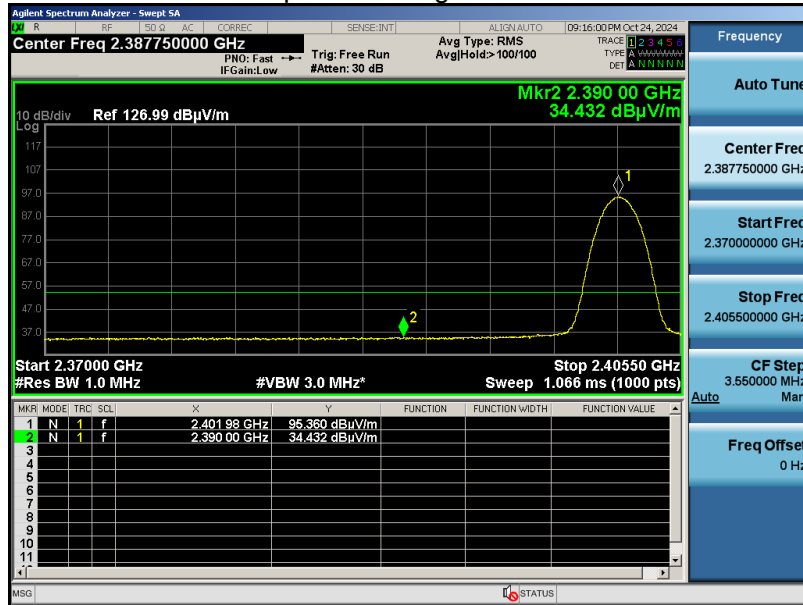 Agilent Spectrum Analyzer - Swept SA
LXI R RF 50 Ω AC CORREC SENSE:INT ALIGN AUTO 09:16:00 PM Oct 24, 2024
Center Freq 2.387750000 GHz
PNO: Fast
IFGain:Low
Trig: Free Run
#Atten: 30 dB
Avg Type: RMS
Avg|Hold:>100/100
TRACE 1 2 3 4 5 6
TYPE A WWWWW
DET A N N N N N
Mkr2 2.390 00 GHz
34.432 dBµV/m
10 dB/div Ref 126.99 dBµV/m
Log
117
107
97.0
87.0
77.0
67.0
57.0
47.0
37.0
1
2
Start 2.37000 GHz Stop 2.40550 GHz
#Res BW 1.0 MHz #VBW 3.0 MHz* Sweep 1.066 ms (1000 pts)
MKR MODE TRC SCL X Y FUNCTION FUNCTION WIDTH FUNCTION VALUE
1 N 1 f 2.401 98 GHz 95.360 dBµV/m
2 N 1 f 2.390 00 GHz 34.432 dBµV/m
3
4
5
6
7
8
9
10
11
MSG STATUS
Frequency
Auto Tune
Center Freq
2.387750000 GHz
Start Freq
2.370000000 GHz
Stop Freq
2.405500000 GHz
CF Step
3.550000 MHz
Auto Man
Freq Offset
0 Hz